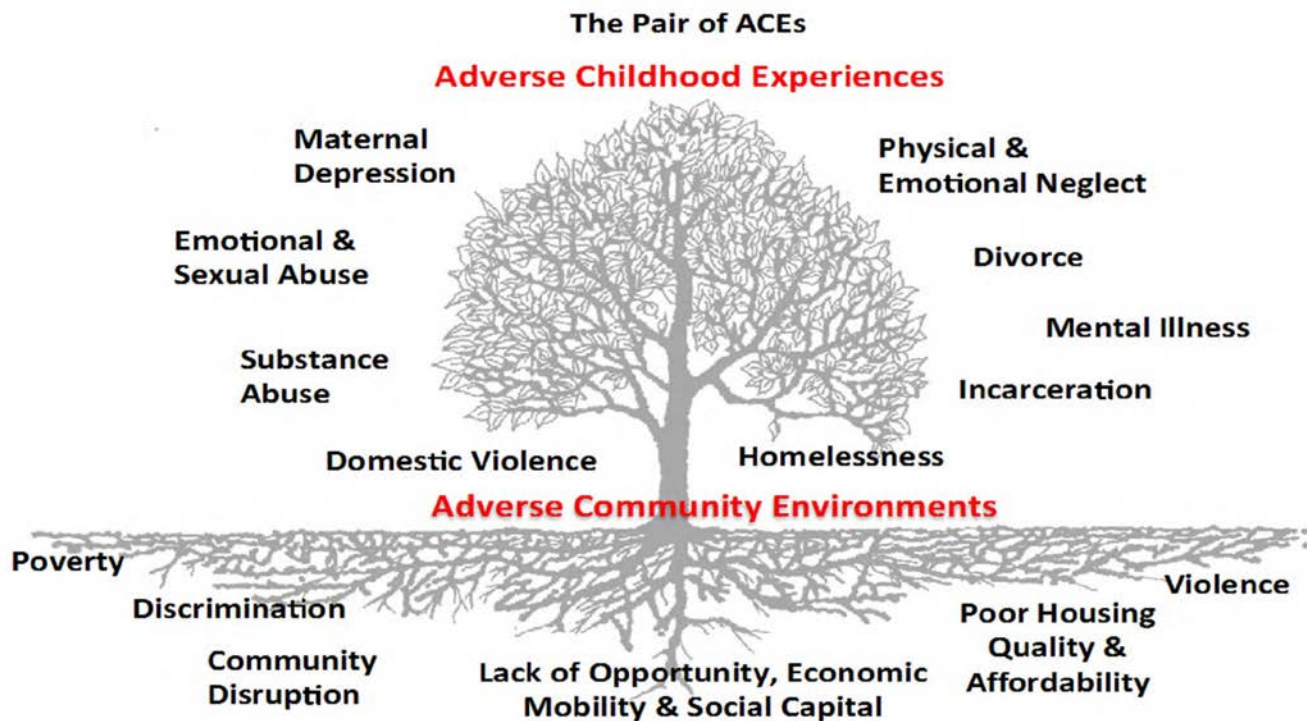 The Pair of ACEs
Adverse Childhood Experiences
Maternal
Depression
Physical &
Emotional Neglect
Emotional &
Sexual Abuse
Divorce
Mental Illness
Substance
Abuse
Incarceration
Domestic Violence
Homelessness
Adverse Community Environments
Poverty
Violence
Discrimination
Poor Housing
Quality &
Affordability
Community
Disruption
Lack of Opportunity, Economic
Mobility & Social Capital